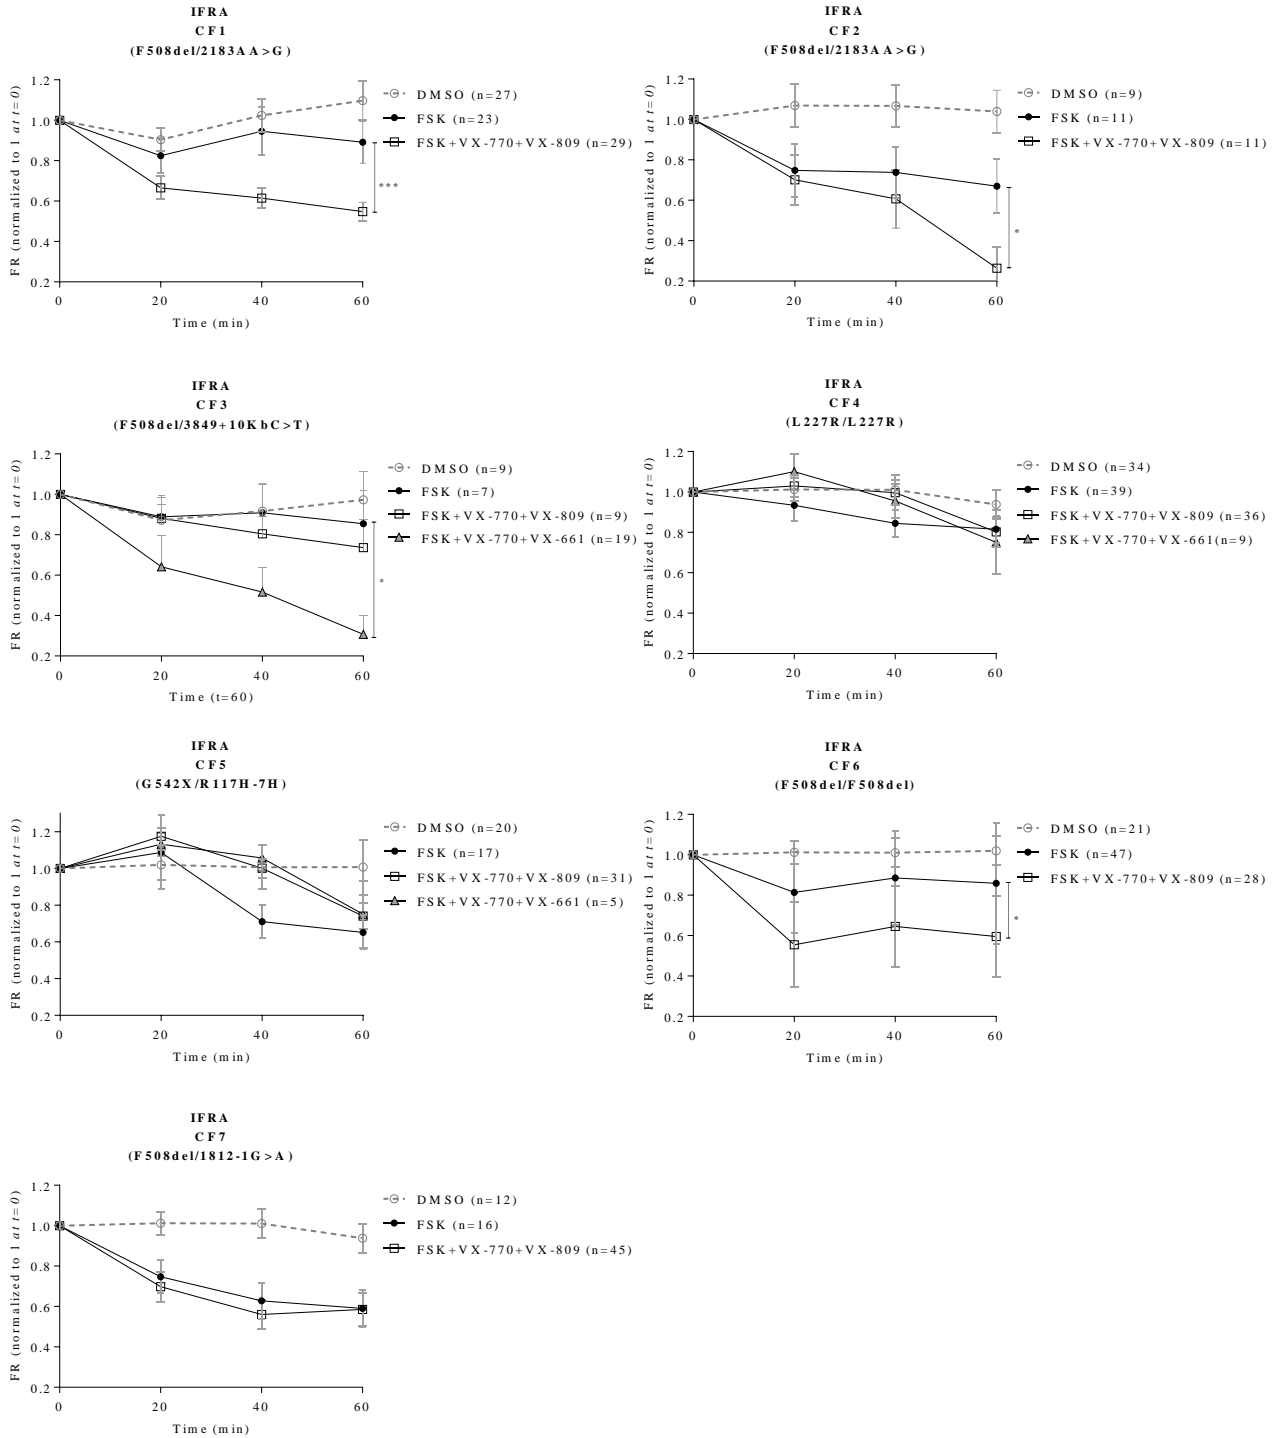 IFRA
CF1
(F508del/2183AA>G)
FR (normalized to 1 at t=0)
1.2
1.0
0.8
0.6
0.4
0.2
0 20 40 60
Time (min)
DMSO (n=27)
FSK (n=23)
FSK+VX-770+VX-809 (n=29)
***
IFRA
CF2
(F508del/2183AA>G)
FR (normalized to 1 at t=0)
1.2
1.0
0.8
0.6
0.4
0.2
0 20 40 60
Time (min)
DMSO (n=9)
FSK (n=11)
FSK+VX-770+VX-809 (n=11)
*
IFRA
CF3
(F508del/3849+10KbC>T)
FR (normalized to 1 at t=0)
1.2
1.0
0.8
0.6
0.4
0.2
0 20 40 60
Time (t=60)
DMSO (n=9)
FSK (n=7)
FSK+VX-770+VX-809 (n=9)
FSK+VX-770+VX-661 (n=19)
*
IFRA
CF4
(L227R/L227R)
FR (normalized to 1 at t=0)
1.2
1.0
0.8
0.6
0.4
0.2
0 20 40 60
Time (min)
DMSO (n=34)
FSK (n=39)
FSK+VX-770+VX-809 (n=36)
FSK+VX-770+VX-661(n=9)
IFRA
CF5
(G542X/R117H-7H)
FR (normalized to 1 at t=0)
1.2
1.0
0.8
0.6
0.4
0.2
0 20 40 60
Time (min)
DMSO (n=20)
FSK (n=17)
FSK+VX-770+VX-809 (n=31)
FSK+VX-770+VX-661 (n=5)
IFRA
CF6
(F508del/F508del)
FR (normalized to 1 at t=0)
1.2
1.0
0.8
0.6
0.4
0.2
0 20 40 60
Time (min)
DMSO (n=21)
FSK (n=47)
FSK+VX-770+VX-809 (n=28)
*
IFRA
CF7
(F508del/1812-1G>A)
FR (normalized to 1 at t=0)
1.2
1.0
0.8
0.6
0.4
0.2
0 20 40 60
Time (min)
DMSO (n=12)
FSK (n=16)
FSK+VX-770+VX-809 (n=45)